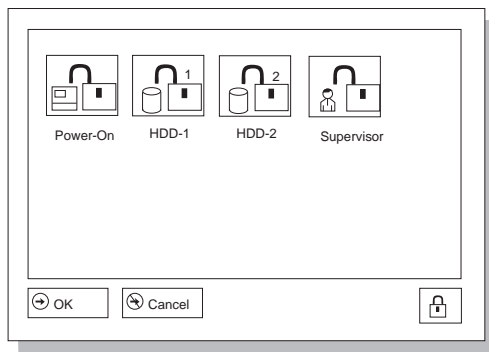 1
2
Power-On
HDD-1
HDD-2
Supervisor
OK
Cancel